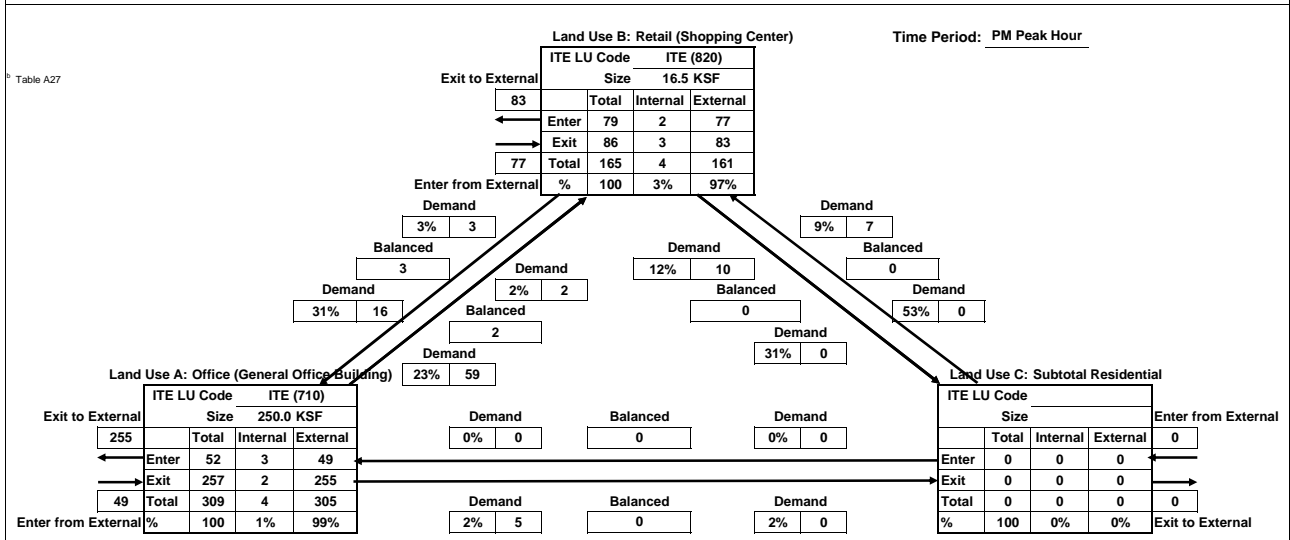 Land Use B: Retail (Shopping Center)
Time Period: PM Peak Hour
ITE LU Code ITE (820)
b Table A27
Exit to External Size 16.5 KSF
83 Total Internal External
Enter 79 2 77
Exit 86 3 83
77 Total 165 4 161
Enter from External % 100 3% 97%
Demand Demand
3% 3 9% 7
Balanced Demand Balanced
3 Demand 12% 10 0
Demand 2% 2 Balanced Demand
31% 16 Balanced 0 53% 0
2 Demand
Demand 31% 0
Land Use A: Office (General Office Building) 23% 59 Land Use C: Subtotal Residential
ITE LU Code ITE (710) ITE LU Code
Exit to External Size 250.0 KSF Demand Balanced Demand Size Enter from External
255 Total Internal External 0% 0 0 0% 0 Total Internal External 0
Enter 52 3 49 Enter 0 0 0
Exit 257 2 255 Exit 0 0 0
49 Total 309 4 305 Demand Balanced Demand Total 0 0 0 0
Enter from External % 100 1% 99% 2% 5 0 2% 0 % 100 0% 0% Exit to External